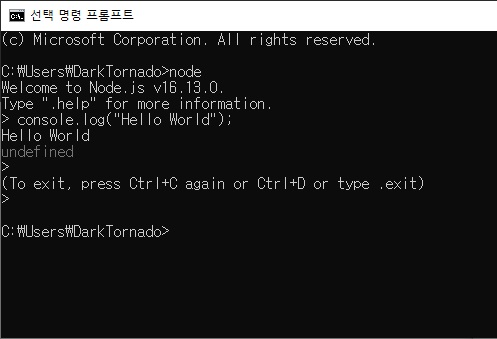 선택 명령 프롬프트
(c) Microsoft Corporation. All rights reserved.
C:₩Users₩DarkTornado>node
Welcome to Node.js v16.13.0.
Type ".help" for more information.
> console.log("Hello World");
Hello World
undefined
>
(To exit, press Ctrl+C again or Ctrl+D or type .exit)
>
C:₩Users₩DarkTornado>